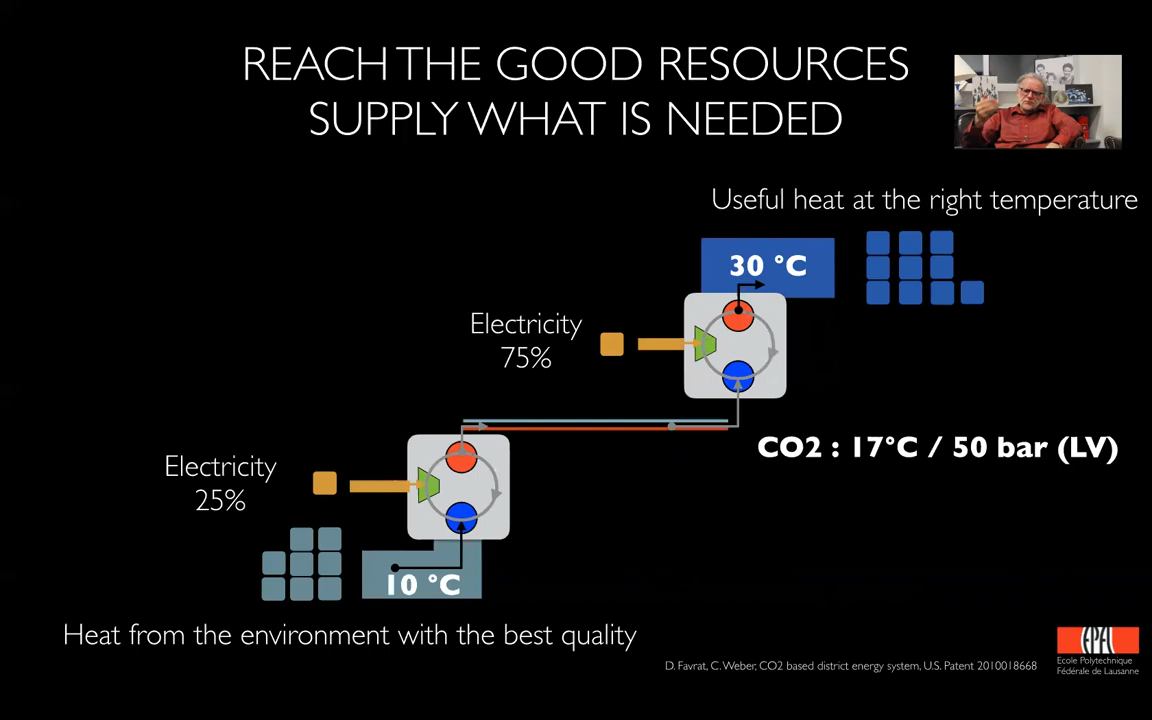 REACH THE GOOD RESOURCES
SUPPLY WHAT IS NEEDED
Useful heat at the right temperature
30 °C
Electricity
75%
CO2 : 17°C / 50 bar (LV)
Electricity
25%
10 °C
Heat from the environment with the best quality
D. Favrat, C. Weber, CO2 based district energy system, U.S. Patent 2010018668
EPFL
Ecole Polytechnique
Fédérale de Lausanne